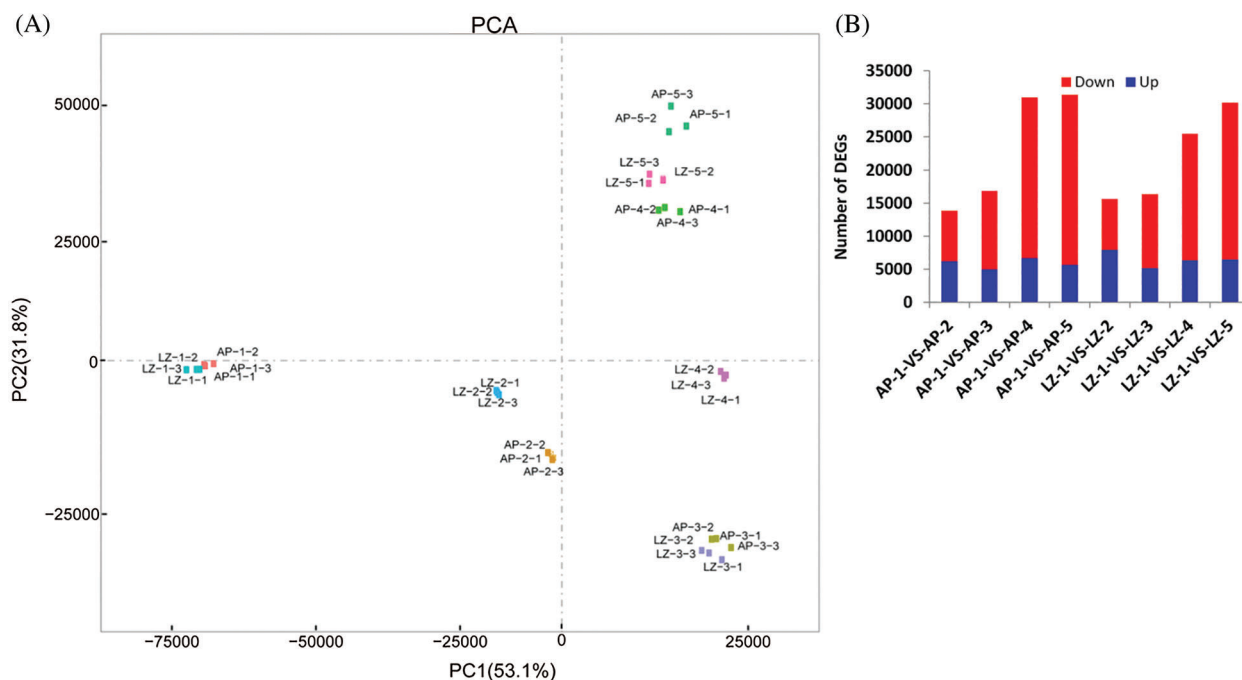 (A)
PCA
50000
25000
0
−25000
PC2(31.8%)
AP-5-3
AP-5-2
AP-5-1
LZ-5-3
LZ-5-2
LZ-5-1
AP-4-2
AP-4-1
AP-4-3
LZ-1-2
AP-1-2
LZ-1-3
AP-1-3
LZ-1-1
AP-1-1
LZ-2-1
LZ-2-2
LZ-2-3
LZ-4-2
LZ-4-3
LZ-4-1
AP-2-2
AP-2-1
AP-2-3
AP-3-2
AP-3-1
LZ-3-2
AP-3-3
LZ-3-3
LZ-3-1
−75000
−50000
−25000
0
25000
PC1(53.1%)
(B)
Down
Up
Number of DEGs
35000
30000
25000
20000
15000
10000
5000
0
AP-1-VS-AP-2
AP-1-VS-AP-3
AP-1-VS-AP-4
AP-1-VS-AP-5
LZ-1-VS-LZ-2
LZ-1-VS-LZ-3
LZ-1-VS-LZ-4
LZ-1-VS-LZ-5